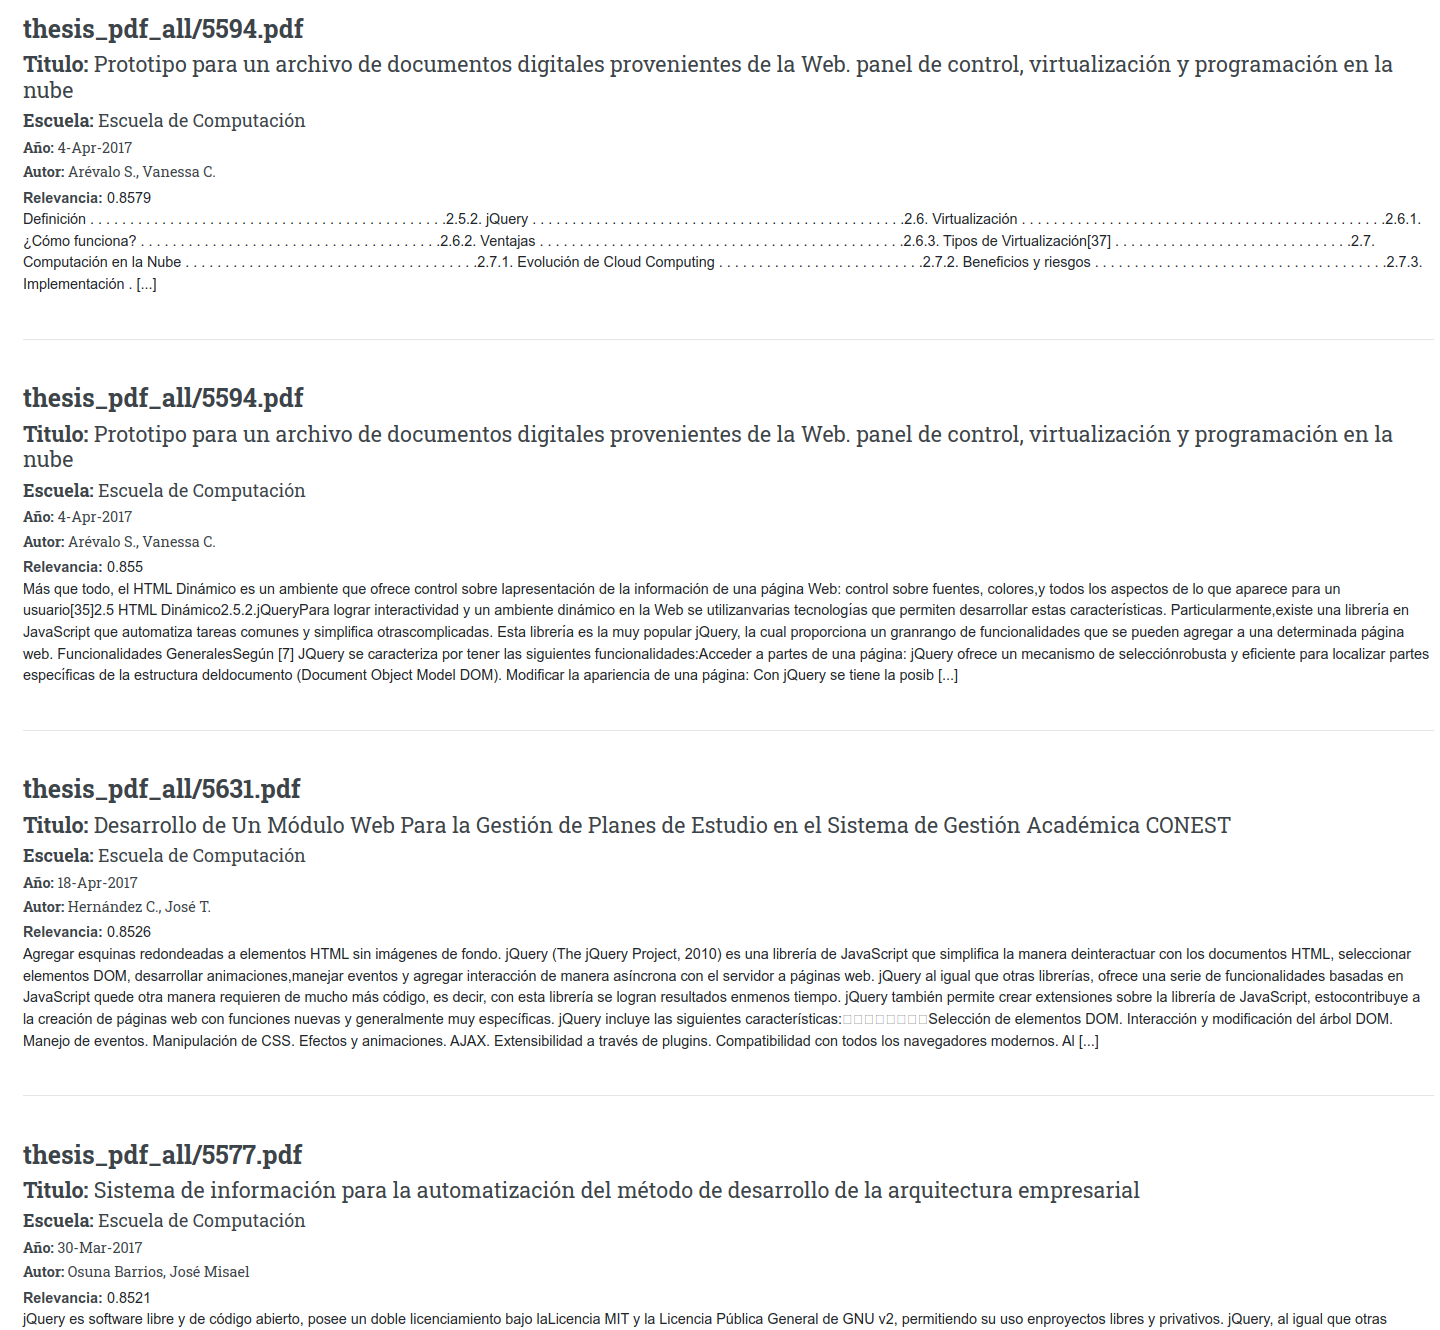 thesis_pdf_all/5594.pdf
Titulo: Prototipo para un archivo de documentos digitales provenientes de la Web. panel de control, virtualización y programación en la
nube
Escuela: Escuela de Computación
Año: 4-Apr-2017
Autor: Arévalo S., Vanessa C.
Relevancia: 0.8579
Definición . . . . . . . . . . . . . . . . . . . . . . . . . . . . . . . . . . . . . . . . . . . . .2.5.2. jQuery . . . . . . . . . . . . . . . . . . . . . . . . . . . . . . . . . . . . . . . . . . . . . . .2.6. Virtualización . . . . . . . . . . . . . . . . . . . . . . . . . . . . . . . . . . . . . . . . . . . . . .2.6.1.
¿Cómo funciona? . . . . . . . . . . . . . . . . . . . . . . . . . . . . . . . . . . . . . .2.6.2. Ventajas . . . . . . . . . . . . . . . . . . . . . . . . . . . . . . . . . . . . . . . . . . . . . .2.6.3. Tipos de Virtualización[37] . . . . . . . . . . . . . . . . . . . . . . . . . . . . . .2.7.
Computación en la Nube . . . . . . . . . . . . . . . . . . . . . . . . . . . . . . . . . . . . .2.7.1. Evolución de Cloud Computing . . . . . . . . . . . . . . . . . . . . . . . . . .2.7.2. Beneficios y riesgos . . . . . . . . . . . . . . . . . . . . . . . . . . . . . . . . . . . . .2.7.3.
Implementación . [...]
thesis_pdf_all/5594.pdf
Titulo: Prototipo para un archivo de documentos digitales provenientes de la Web. panel de control, virtualización y programación en la
nube
Escuela: Escuela de Computación
Año: 4-Apr-2017
Autor: Arévalo S., Vanessa C.
Relevancia: 0.855
Más que todo, el HTML Dinámico es un ambiente que ofrece control sobre lapresentación de la información de una página Web: control sobre fuentes, colores,y todos los aspectos de lo que aparece para un
usuario[35]2.5 HTML Dinámico2.5.2.jQueryPara lograr interactividad y un ambiente dinámico en la Web se utilizanvarias tecnologías que permiten desarrollar estas características. Particularmente,existe una librería en
JavaScript que automatiza tareas comunes y simplifica otrascomplicadas. Esta librería es la muy popular jQuery, la cual proporciona un granrango de funcionalidades que se pueden agregar a una determinada página
web. Funcionalidades GeneralesSegún [7] JQuery se caracteriza por tener las siguientes funcionalidades:Acceder a partes de una página: jQuery ofrece un mecanismo de selecciónrobusta y eficiente para localizar partes
específicas de la estructura deldocumento (Document Object Model DOM). Modificar la apariencia de una página: Con jQuery se tiene la posib [...]
thesis_pdf_all/5631.pdf
Titulo: Desarrollo de Un Módulo Web Para la Gestión de Planes de Estudio en el Sistema de Gestión Académica CONEST
Escuela: Escuela de Computación
Año: 18-Apr-2017
Autor: Hernández C., José T.
Relevancia: 0.8526
Agregar esquinas redondeadas a elementos HTML sin imágenes de fondo. jQuery (The jQuery Project, 2010) es una librería de JavaScript que simplifica la manera deinteractuar con los documentos HTML, seleccionar
elementos DOM, desarrollar animaciones,manejar eventos y agregar interacción de manera asíncrona con el servidor a páginas web. jQuery al igual que otras librerías, ofrece una serie de funcionalidades basadas en
JavaScript quede otra manera requieren de mucho más código, es decir, con esta librería se logran resultados enmenos tiempo. jQuery también permite crear extensiones sobre la librería de JavaScript, estocontribuye a
la creación de páginas web con funciones nuevas y generalmente muy específicas. jQuery incluye las siguientes características:Selección de elementos DOM. Interacción y modificación del árbol DOM.
Manejo de eventos. Manipulación de CSS. Efectos y animaciones. AJAX. Extensibilidad a través de plugins. Compatibilidad con todos los navegadores modernos. Al [...]
thesis_pdf_all/5577.pdf
Titulo: Sistema de información para la automatización del método de desarrollo de la arquitectura empresarial
Escuela: Escuela de Computación
Año: 30-Mar-2017
Autor: Osuna Barrios, José Misael
Relevancia: 0.8521
jQuery es software libre y de código abierto, posee un doble licenciamiento bajo laLicencia MIT y la Licencia Pública General de GNU v2, permitiendo su uso enproyectos libres y privativos. jQuery, al igual que otras